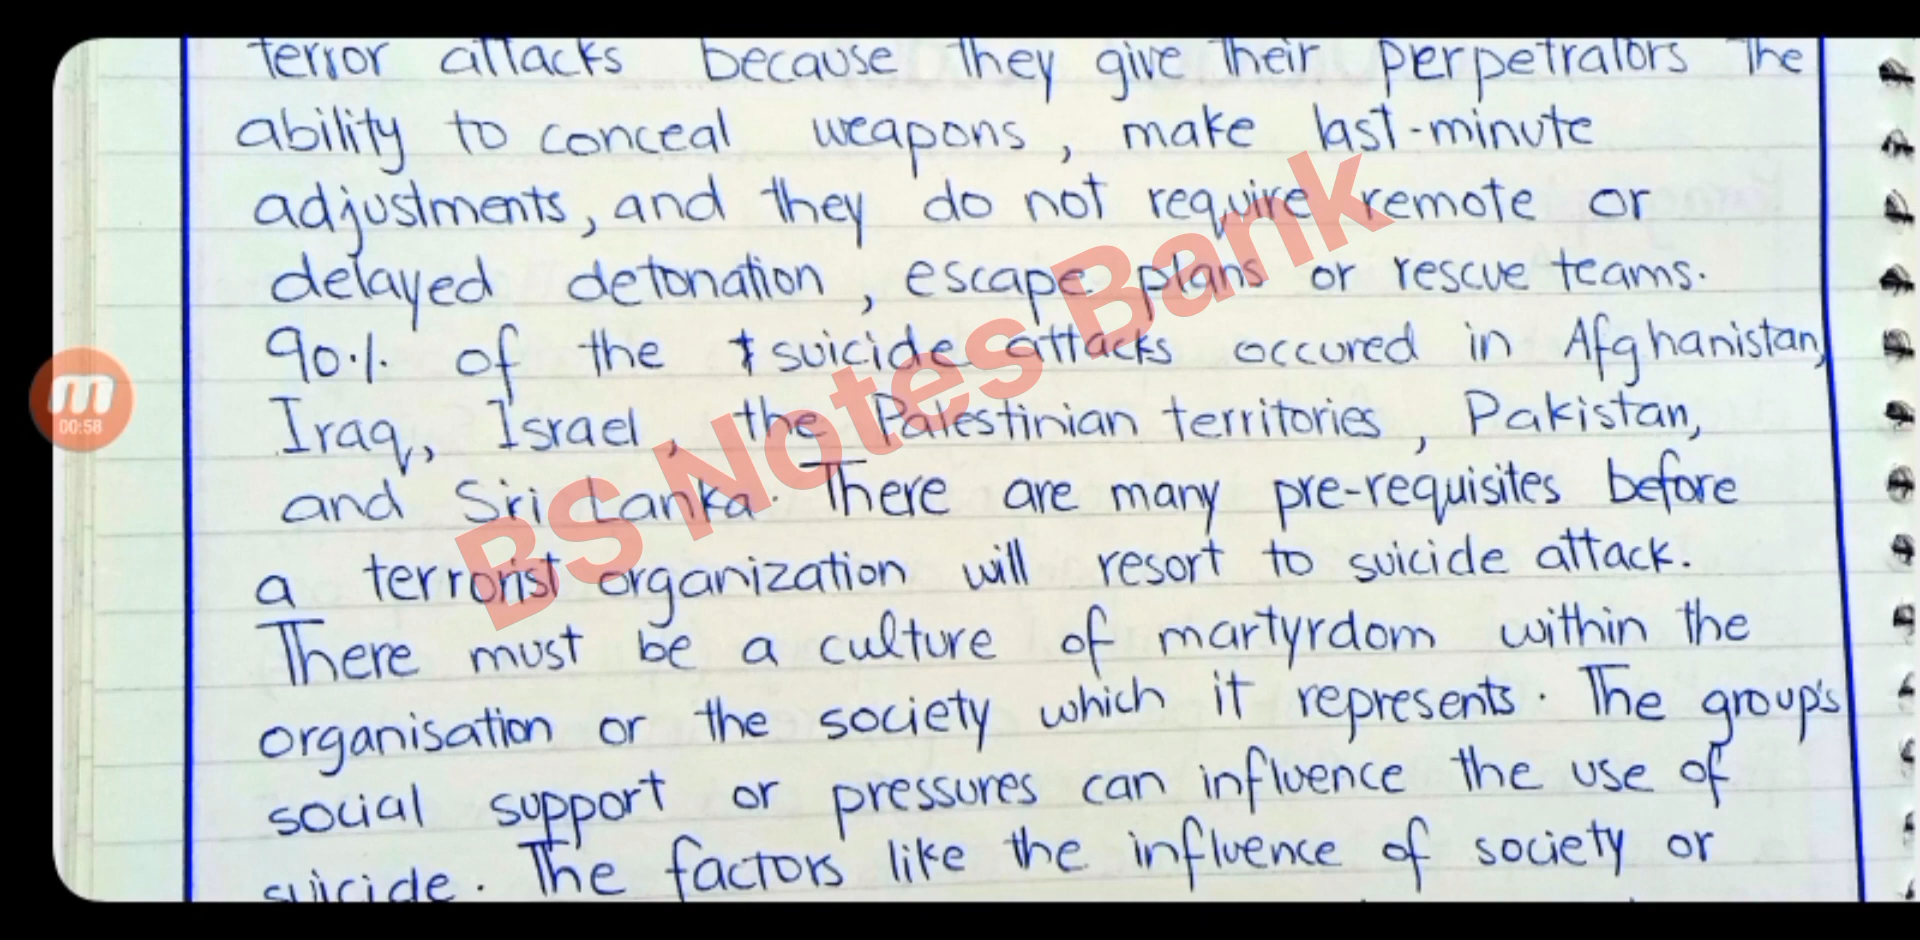 terror attacks because they give their perpetrators the
ability to conceal weapons, make last-minute
adjustments, and they do not require remote or
delayed detonation, escape plans or rescue teams.
90% of the suicide attacks occured in Afghanistan,
Iraq, Israel, the Palestinian territories, Pakistan,
and Sri Lanka. There are many pre-requisites before
a terrorist organization will resort to suicide attack.
There must be a culture of martyrdom within the
organisation or the society which it represents. The group's
social support or pressures can influence the use of
suicide. The factors like the influence of society or
BS Notes Bank
m
00:58